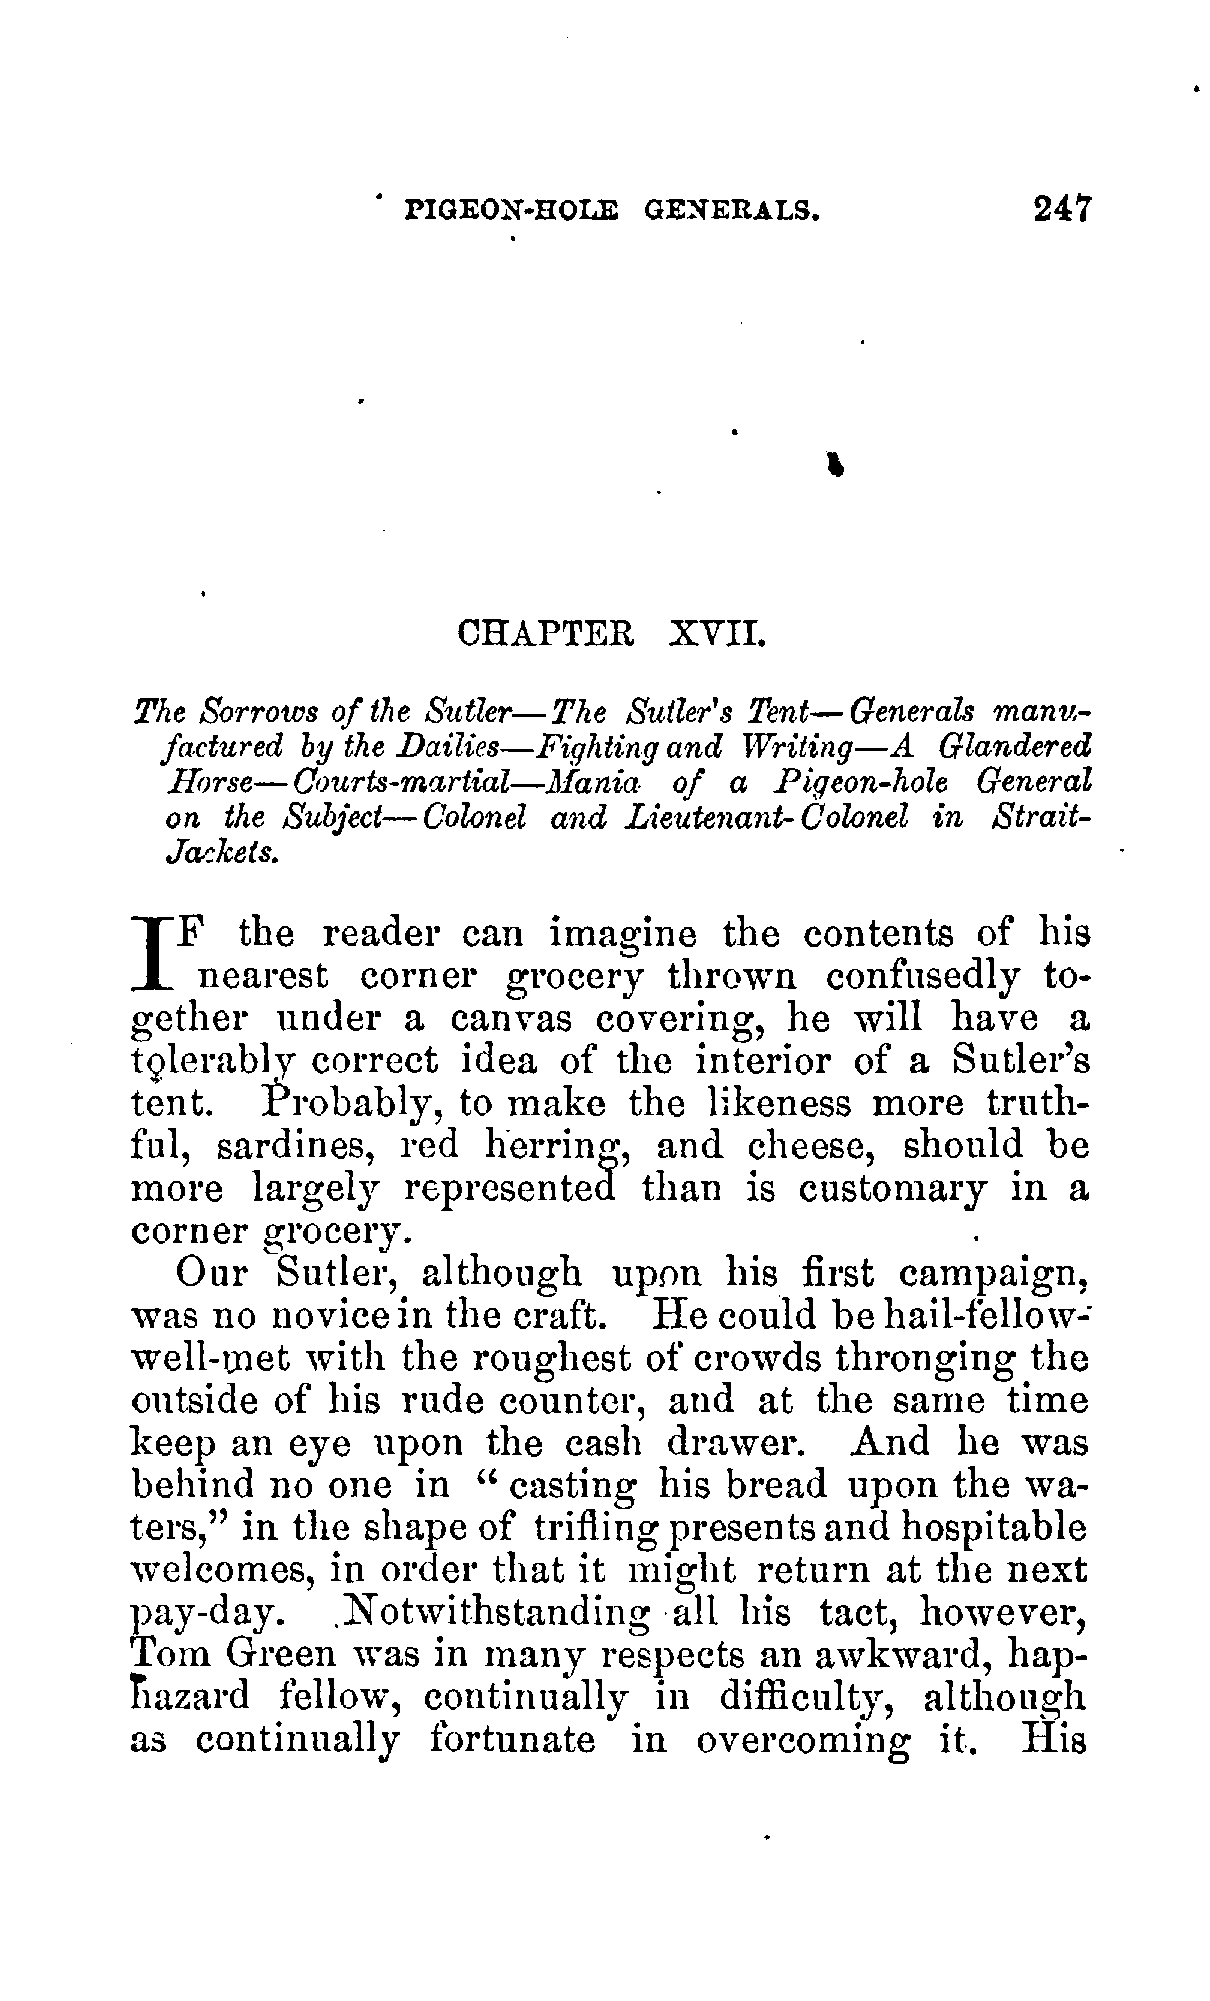 PIGEON-HOLE GENERALS. 247
CHAPTER XVII.
The Sorrows of the Sutler—The Sutler's Tent—Generals manu-
factured by the Dailies—Fighting and Writing—A Glandered
Horse—Courts-martial—Mania of a Pigeon-hole General
on the Subject—Colonel and Lieutenant-Colonel in Strait-
Jackets.
IF the reader can imagine the contents of his
nearest corner grocery thrown confusedly to-
gether under a canvas covering, he will have a
tolerably correct idea of the interior of a Sutler's
tent. Probably, to make the likeness more truth-
ful, sardines, red herring, and cheese, should be
more largely represented than is customary in a
corner grocery.
Our Sutler, although upon his first campaign,
was no novice in the craft. He could be hail-fellow-
well-met with the roughest of crowds thronging the
outside of his rude counter, and at the same time
keep an eye upon the cash drawer. And he was
behind no one in "casting his bread upon the wa-
ters," in the shape of trifling presents and hospitable
welcomes, in order that it might return at the next
pay-day. Notwithstanding all his tact, however,
Tom Green was in many respects an awkward, hap-
hazard fellow, continually in difficulty, although
as continually fortunate in overcoming it. His